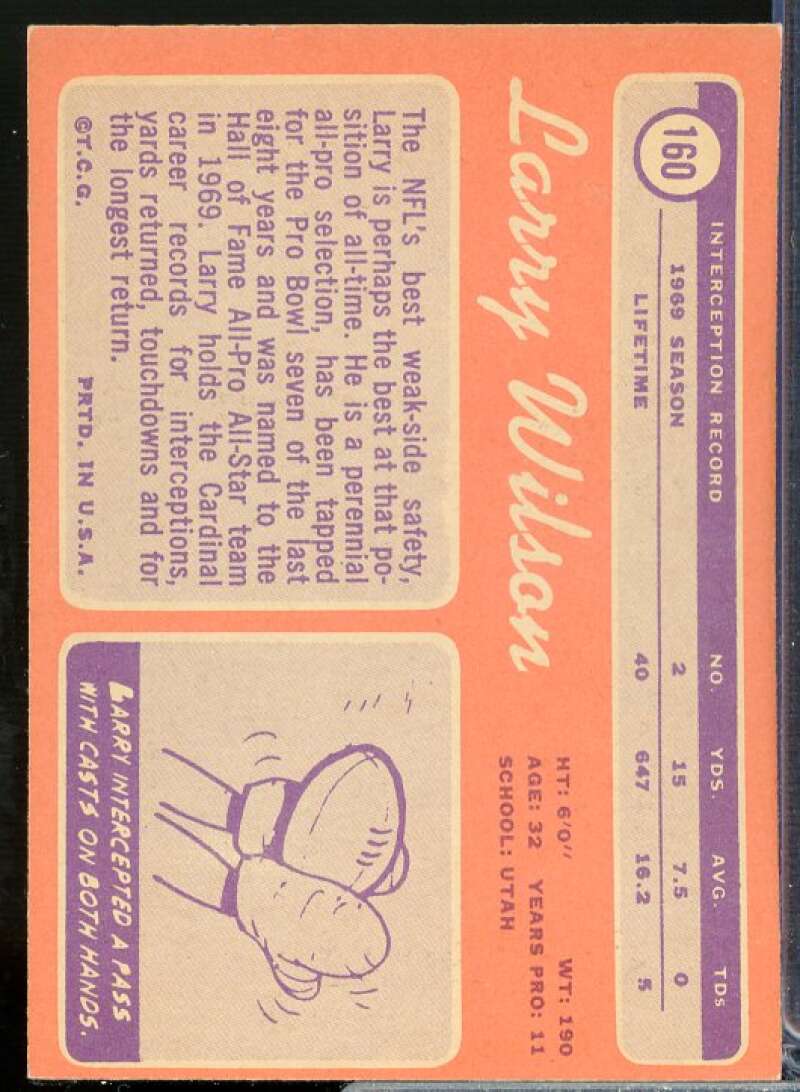 160
INTERCEPTION RECORD NO. YDS. AVG. TDS
1969 SEASON 2 15 7.5 0
LIFETIME 40 647 16.2 5
Larry Wilson
HT: 6'0" WT: 190
AGE: 32 YEARS PRO: 11
SCHOOL: UTAH
The NFL's best weak-side safety,
Larry is perhaps the best at that po-
sition of all-time. He is a perennial
all-pro selection, has been tapped
for the Pro Bowl seven of the last
eight years and was named to the
Hall of Fame All-Pro All-Star team
in 1969. Larry holds the Cardinal
career records for interceptions,
yards returned, touchdowns and for
the longest return.
©T.C.G. PRTD. IN U.S.A.
LARRY INTERCEPTED A PASS
WITH CASTS ON BOTH HANDS.